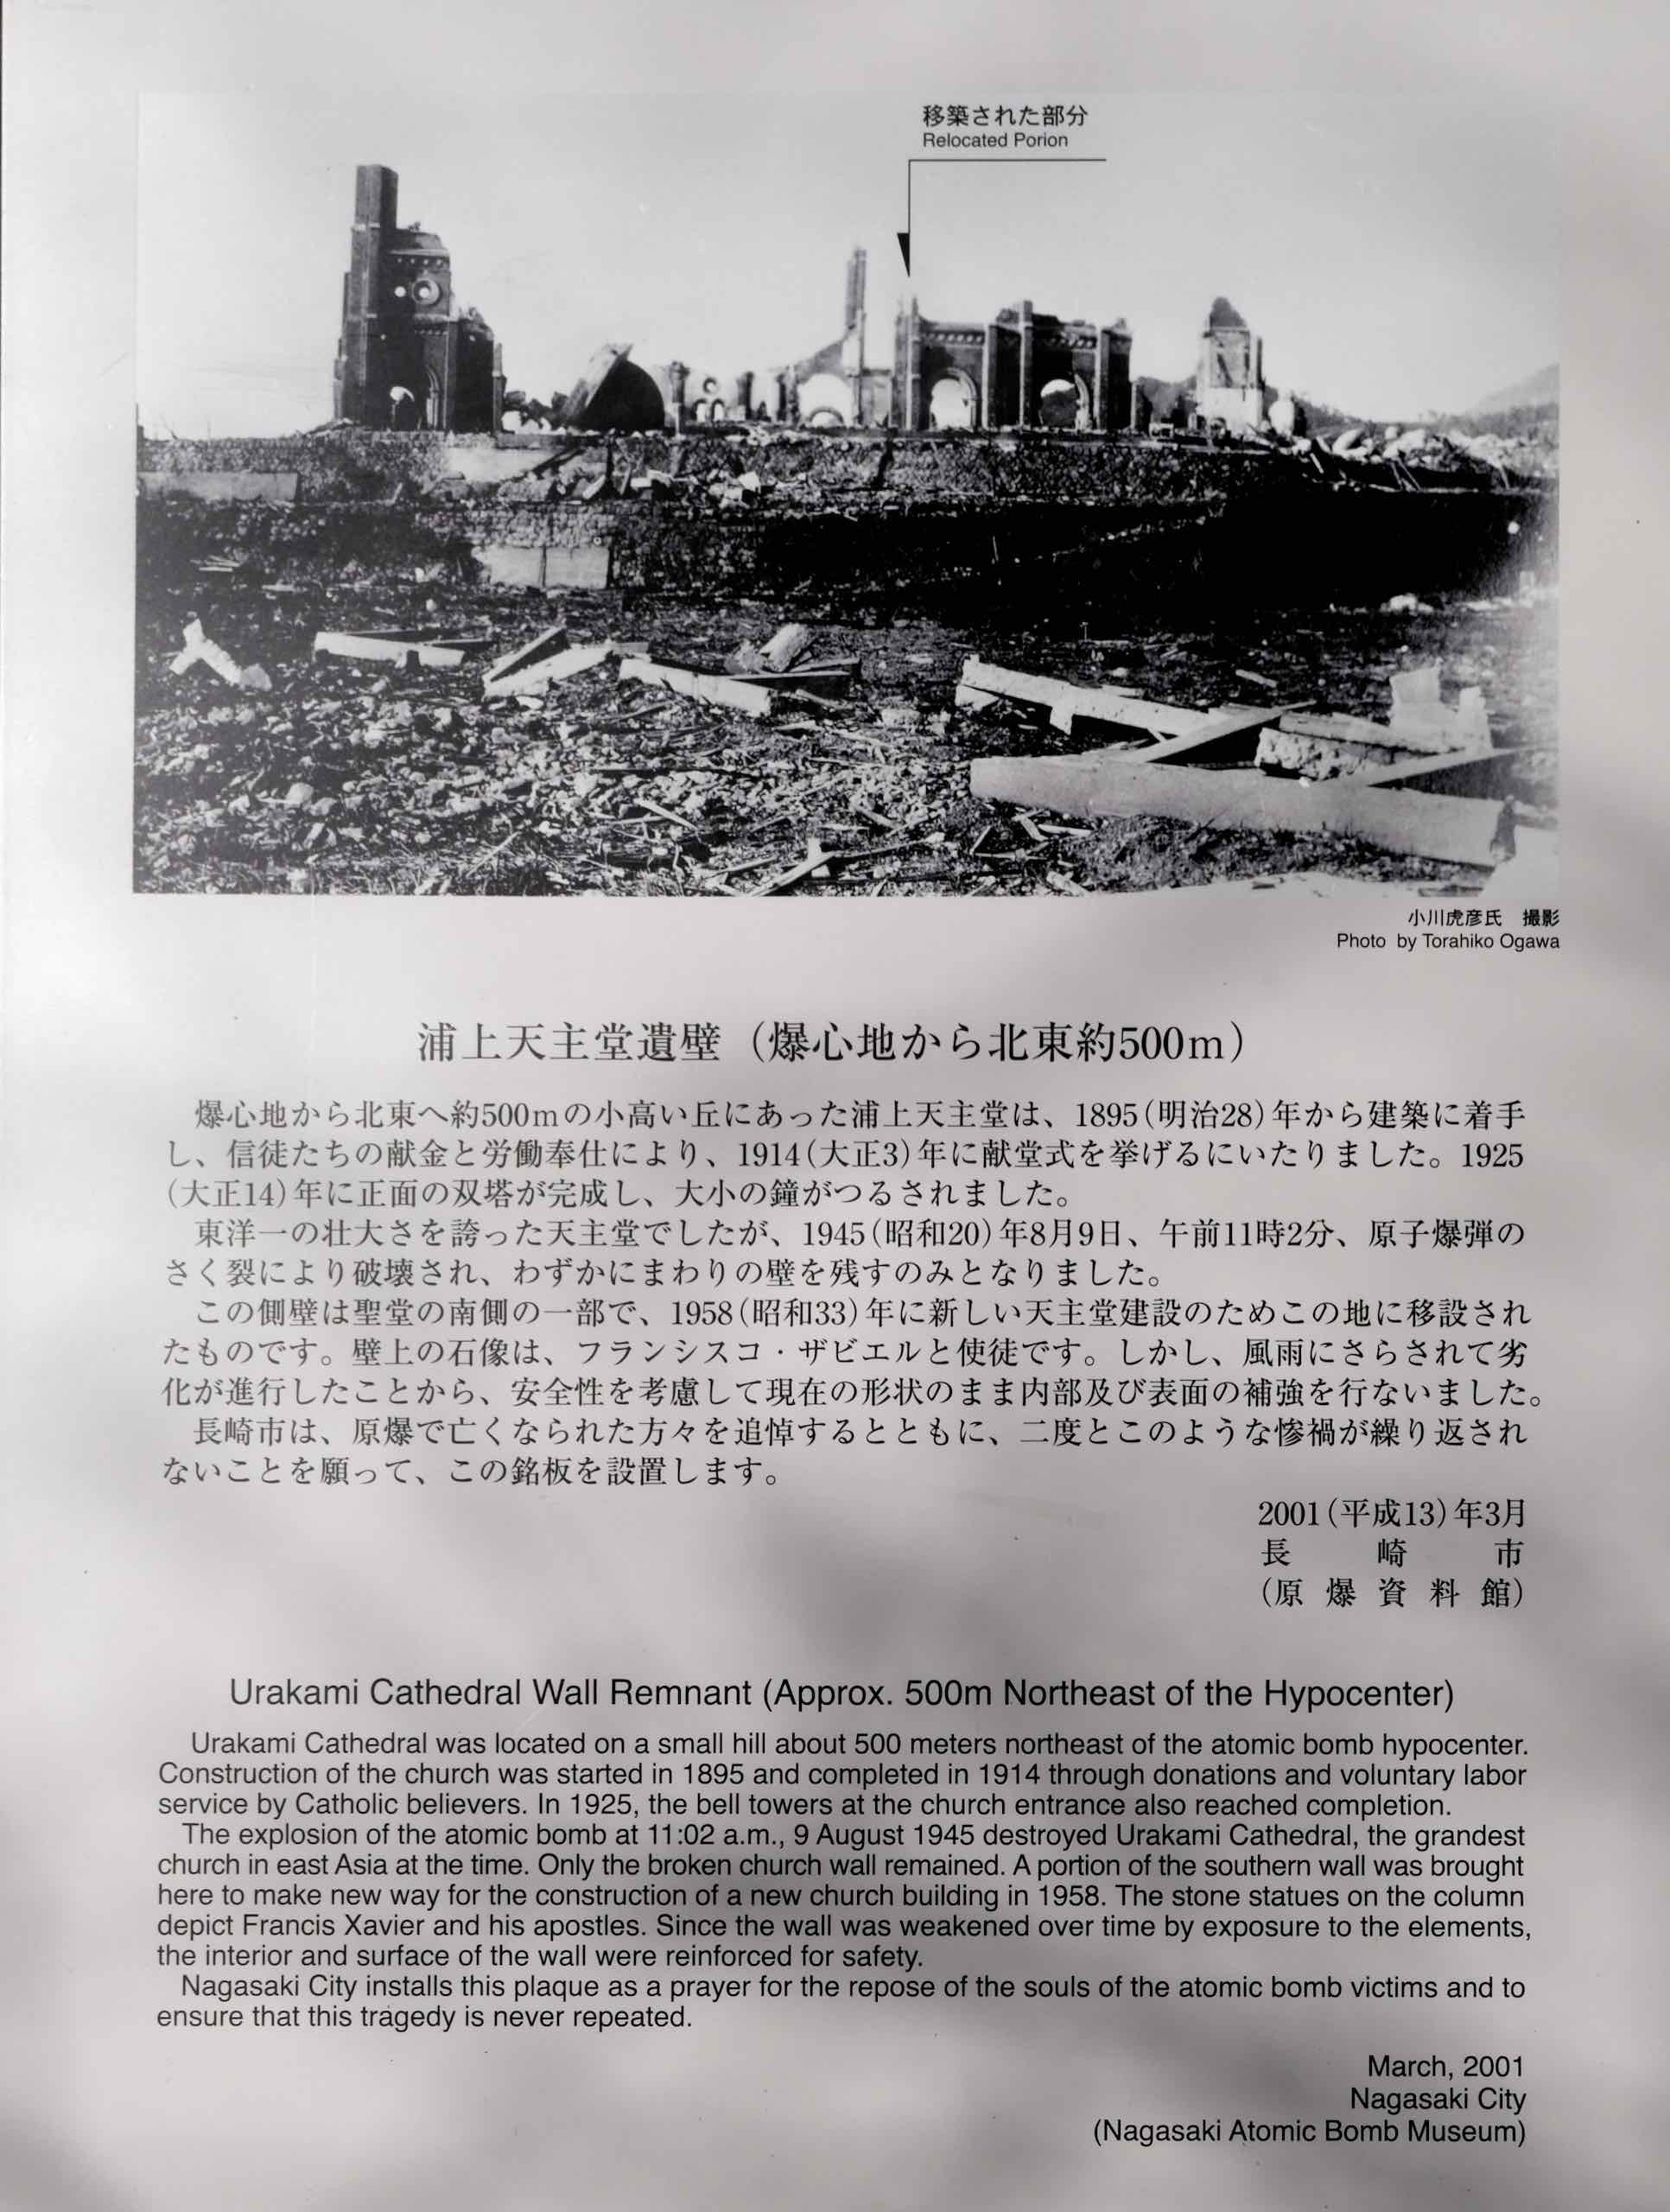 移築された部分
Relocated Porion
小川虎彦氏　撮影
Photo by Torahiko Ogawa
浦上天主堂遺壁（爆心地から北東約500m）
爆心地から北東へ約500mの小高い丘にあった浦上天主堂は、1895(明治28)年から建築に着手
し、信徒たちの献金と労働奉仕により、1914(大正3)年に献堂式を挙げるにいたりました。1925
(大正14)年に正面の双塔が完成し、大小の鐘がつるされました。
東洋一の壮大さを誇った天主堂でしたが、1945(昭和20)年8月9日、午前11時2分、原子爆弾の
さく裂により破壊され、わずかにまわりの壁を残すのみとなりました。
この側壁は聖堂の南側の一部で、1958(昭和33)年に新しい天主堂建設のためこの地に移設され
たものです。壁上の石像は、フランシスコ・ザビエルと使徒です。しかし、風雨にさらされて劣
化が進行したことから、安全性を考慮して現在の形状のまま内部及び表面の補強を行ないました。
長崎市は、原爆で亡くなられた方々を追悼するとともに、二度とこのような惨禍が繰り返され
ないことを願って、この銘板を設置します。
2001(平成13)年3月
長崎市
(原爆資料館)
Urakami Cathedral Wall Remnant (Approx. 500m Northeast of the Hypocenter)
Urakami Cathedral was located on a small hill about 500 meters northeast of the atomic bomb hypocenter.
Construction of the church was started in 1895 and completed in 1914 through donations and voluntary labor
service by Catholic believers. In 1925, the bell towers at the church entrance also reached completion.
The explosion of the atomic bomb at 11:02 a.m., 9 August 1945 destroyed Urakami Cathedral, the grandest
church in east Asia at the time. Only the broken church wall remained. A portion of the southern wall was brought
here to make new way for the construction of a new church building in 1958. The stone statues on the column
depict Francis Xavier and his apostles. Since the wall was weakened over time by exposure to the elements,
the interior and surface of the wall were reinforced for safety.
Nagasaki City installs this plaque as a prayer for the repose of the souls of the atomic bomb victims and to
ensure that this tragedy is never repeated.
March, 2001
Nagasaki City
(Nagasaki Atomic Bomb Museum)